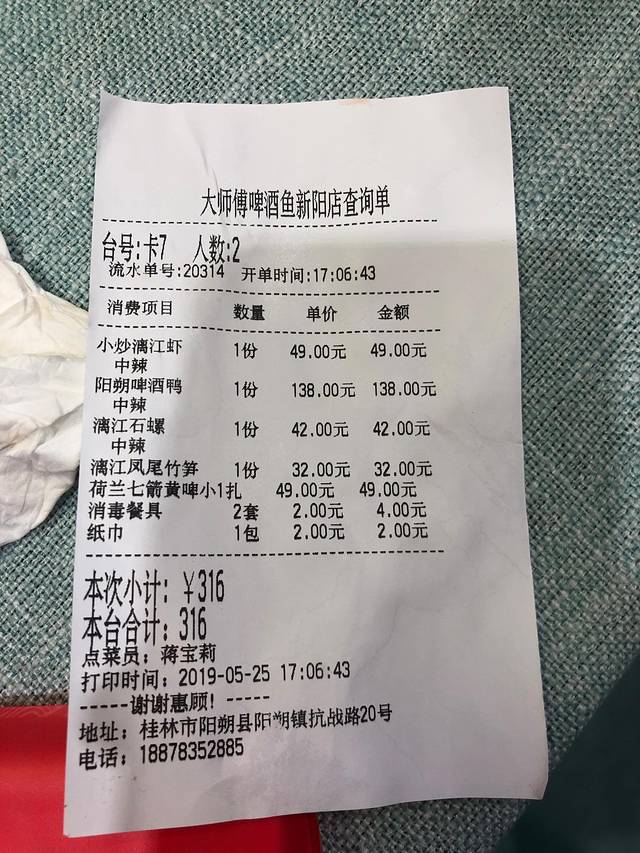 大师傅啤酒鱼新阳店查询单
台号:卡7 人数:2
流水单号:20314 开单时间:17:06:43
消费项目 数量 单价 金额
小炒漓江虾 1份 49.00元 49.00元
中辣
阳朔啤酒鸭 1份 138.00元 138.00元
中辣
漓江石螺 1份 42.00元 42.00元
中辣
漓江凤尾竹笋 1份 32.00元 32.00元
荷兰七箭黄啤小1扎 49.00元 49.00元
消毒餐具 2套 2.00元 4.00元
纸巾 1包 2.00元 2.00元
本次小计: ￥316
本台合计: 316
点菜员: 蒋宝莉
打印时间: 2019-05-25 17:06:43
-----谢谢惠顾! -----
地址: 桂林市阳朔县阳朔镇抗战路20号
电话: 18878352885